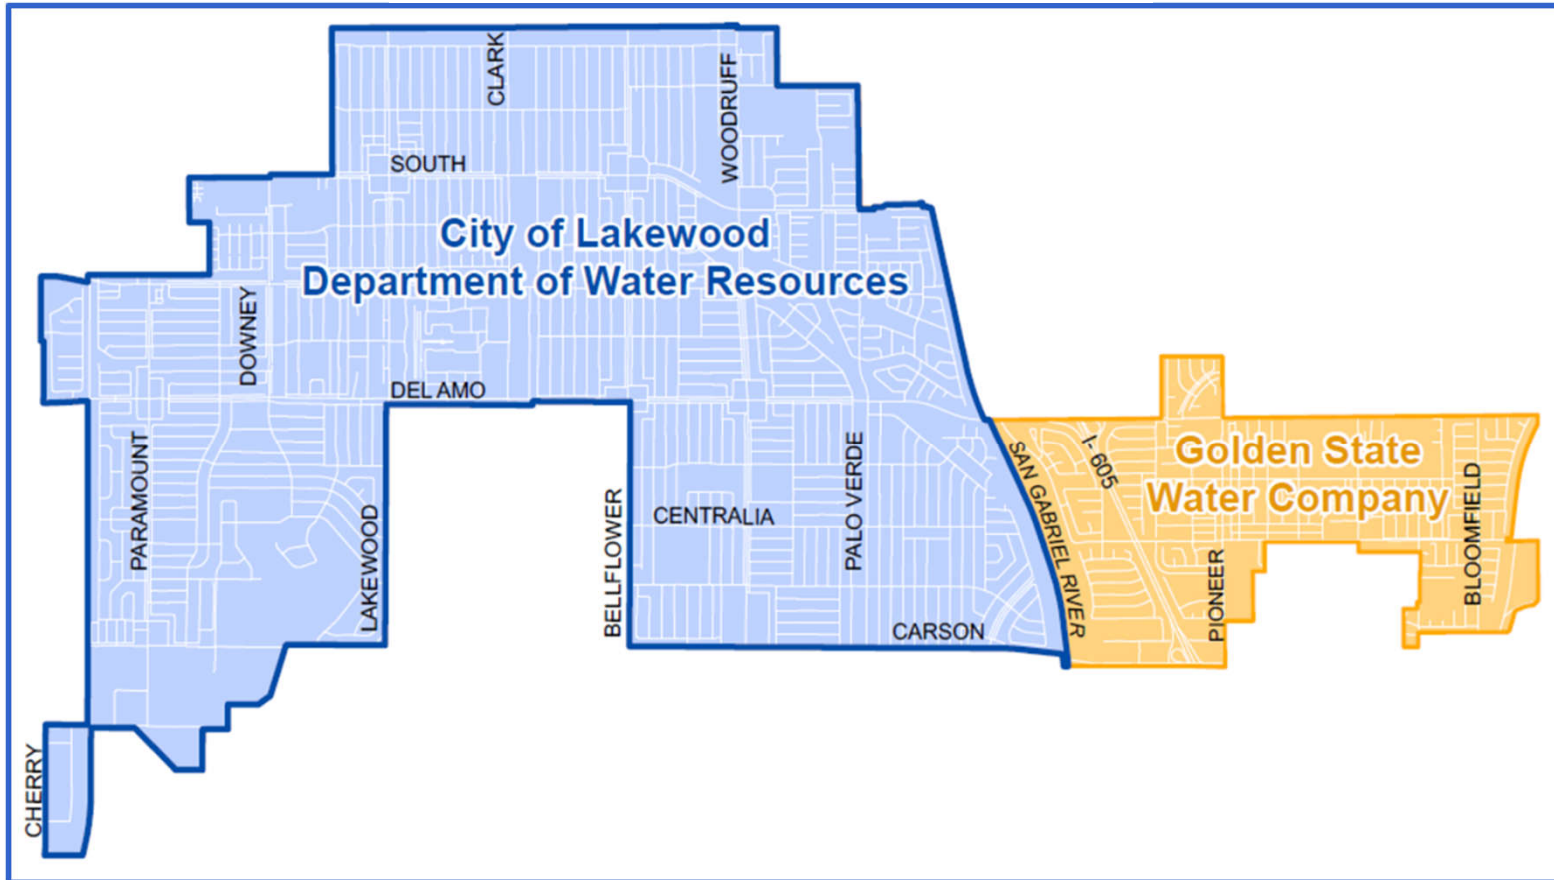 CLARK
WOODRUFF
SOUTH
City of Lakewood
Department of Water Resources
DOWNEY
DEL AMO
PARAMOUNT
LAKEWOOD
BELLFLOWER
CENTRALIA
PALO VERDE
CARSON
SAN GABRIEL RIVER
I- 605
Golden State
Water Company
PIONEER
BLOOMFIELD
CHERRY